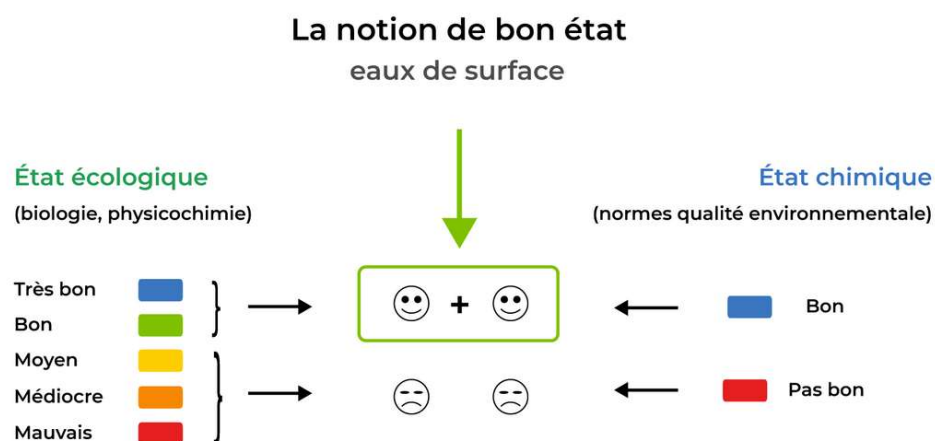 La notion de bon état
eaux de surface
État écologique
(biologie, physicochimie)
État chimique
(normes qualité environnementale)
Très bon
Bon
Moyen
Médiocre
Mauvais
+
Bon
Pas bon